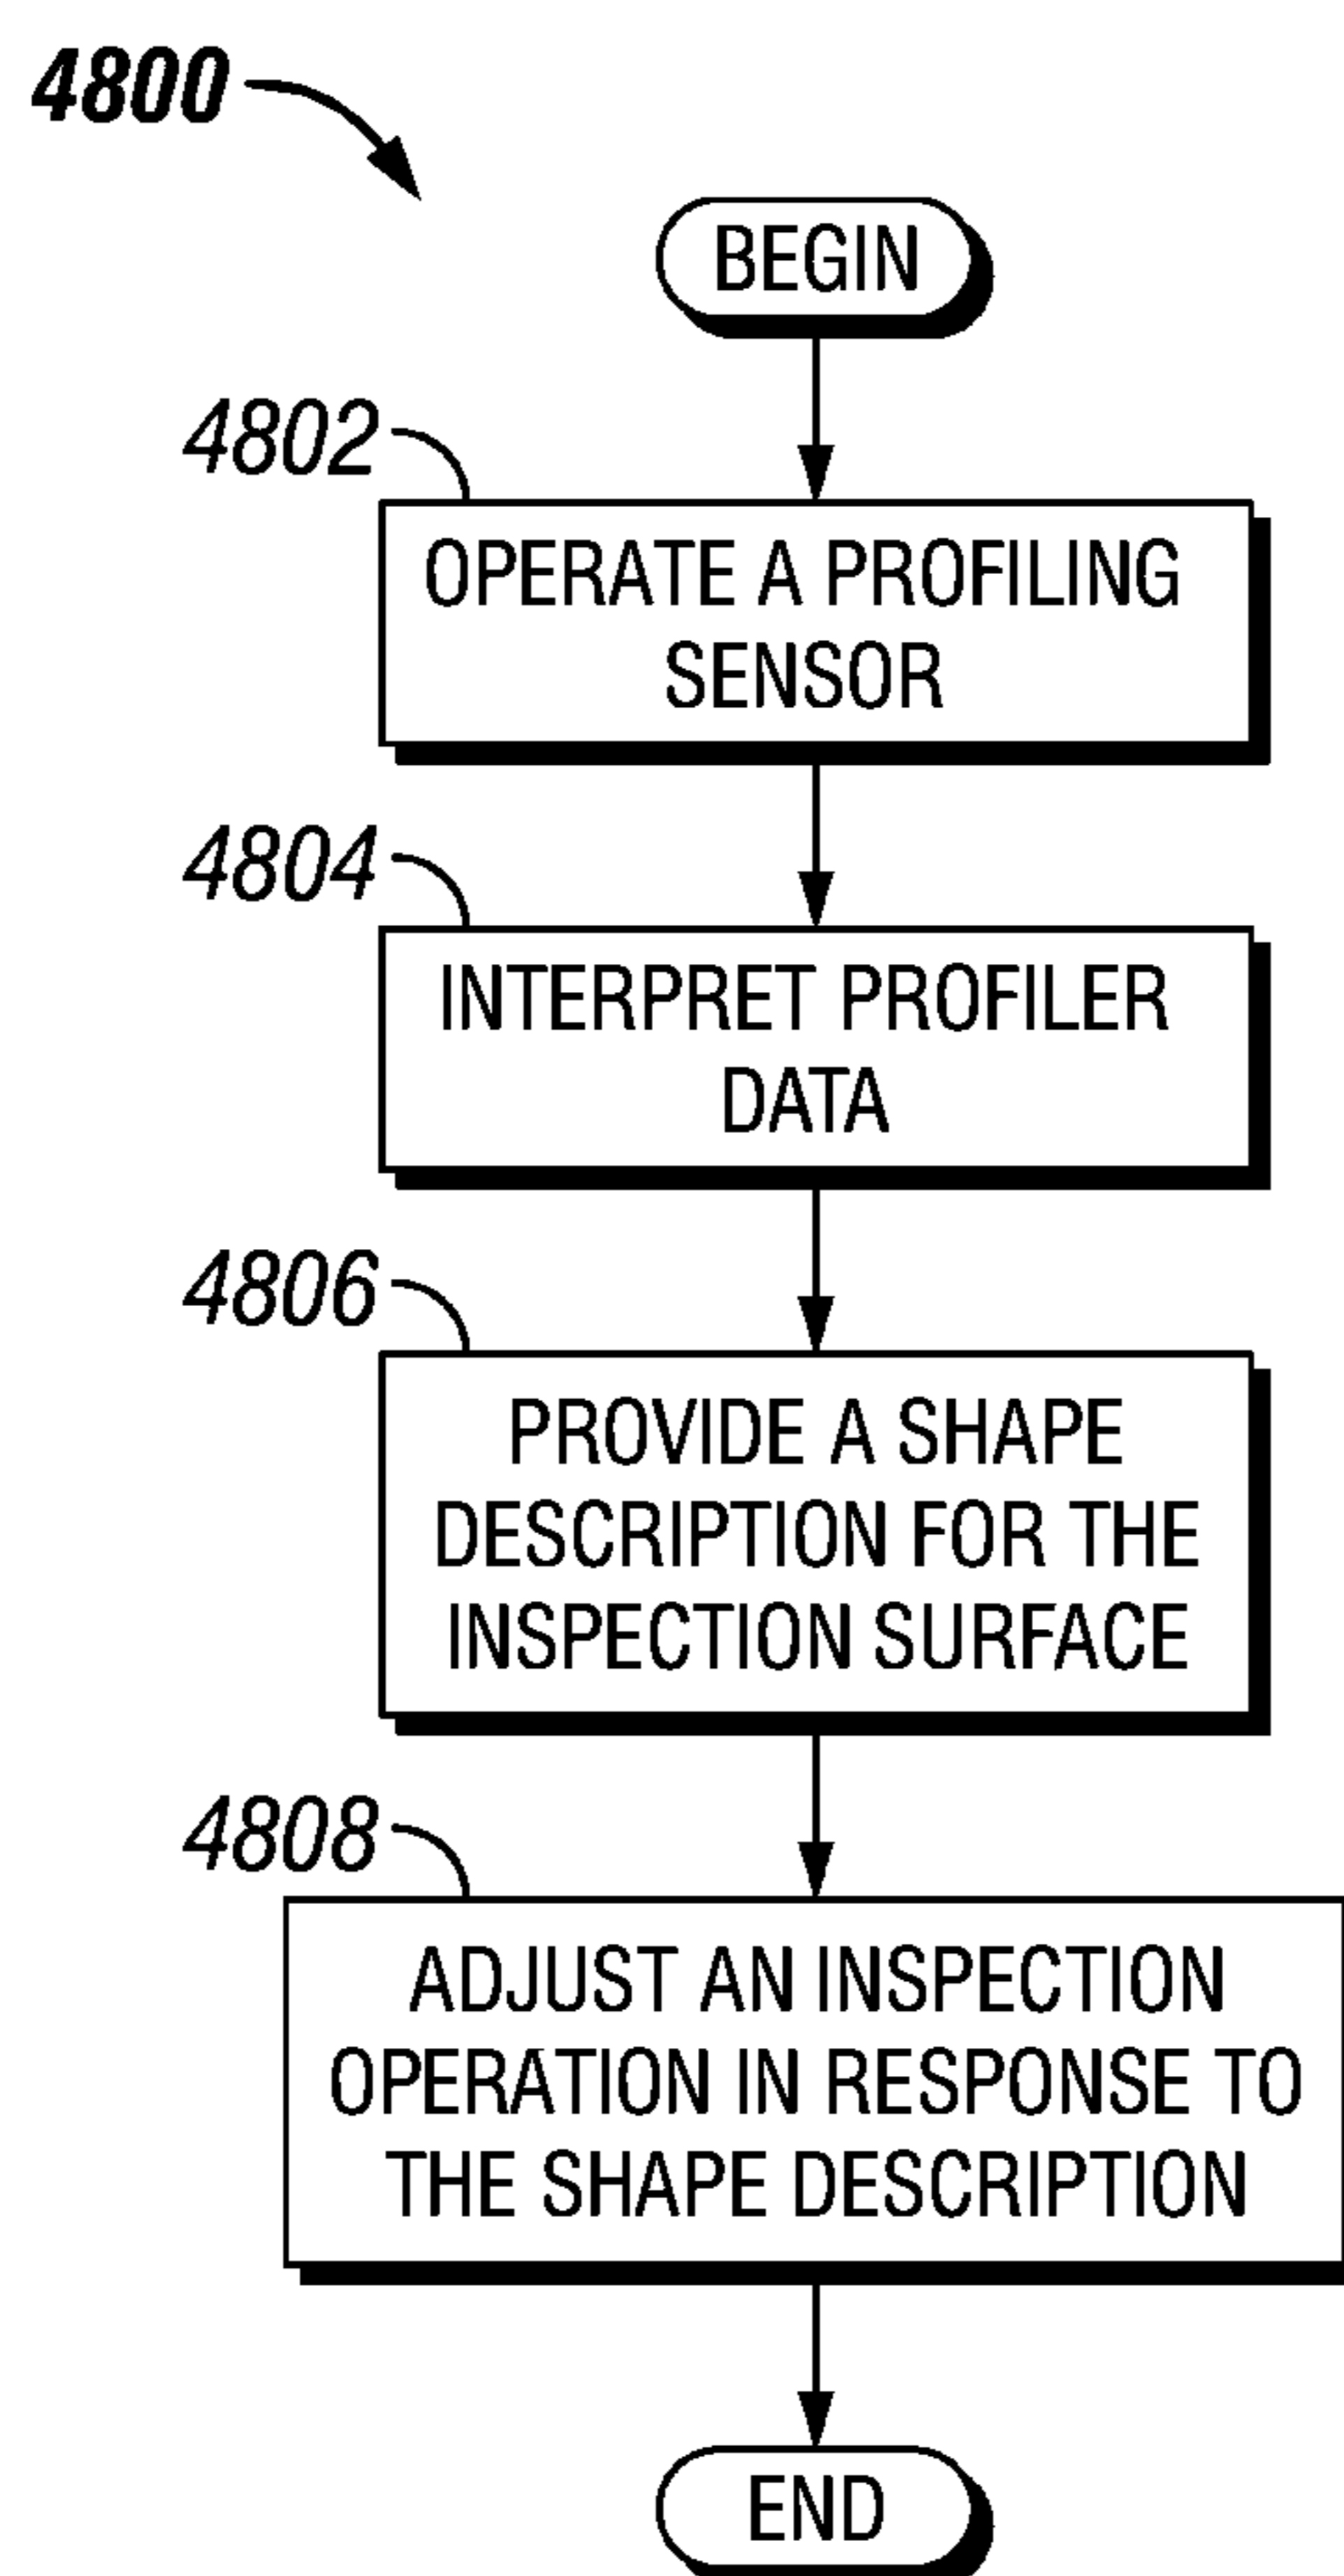 4800
BEGIN
4802
OPERATE A PROFILING
SENSOR
4804
INTERPRET PROFILER
DATA
4806
PROVIDE A SHAPE
DESCRIPTION FOR THE
INSPECTION SURFACE
4808
ADJUST AN INSPECTION
OPERATION IN RESPONSE TO
THE SHAPE DESCRIPTION
END